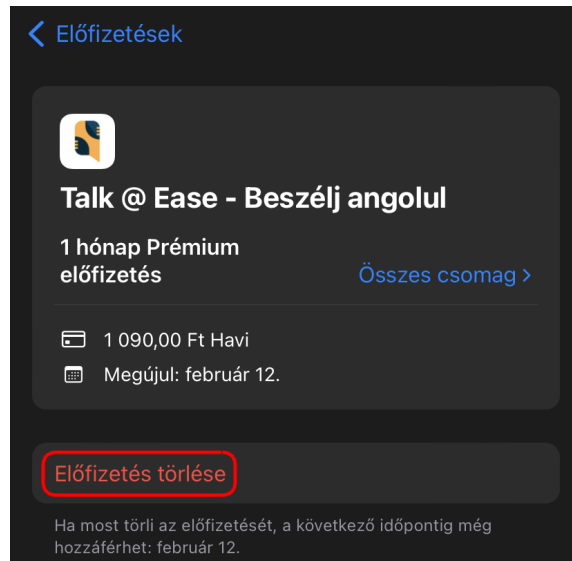 Előfizetések
Talk @ Ease - Beszélj angolul
1 hónap Prémium
előfizetés
Összes csomag
1 090,00 Ft Havi
Megújul: február 12.
Előfizetés törlése
Ha most törli az előfizetését, a következő időpontig még
hozzáférhet: február 12.